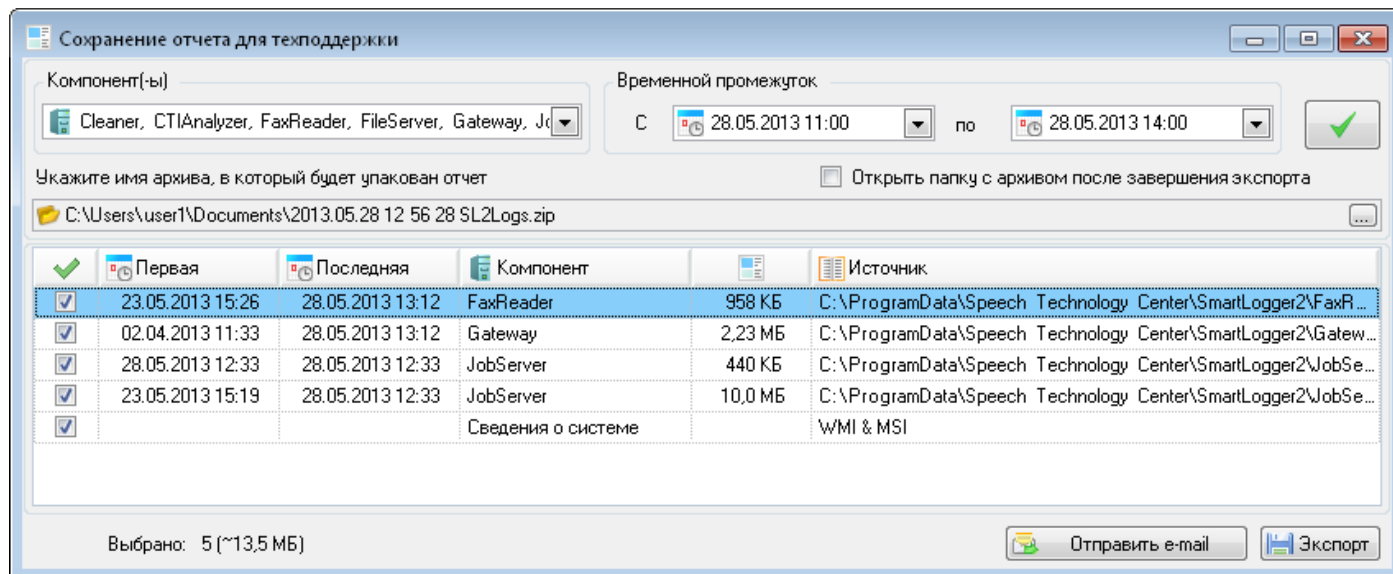 Сохранение отчета для техподдержки
Компонент(-ы) Временной промежуток
Cleaner, CTIAnalyzer, FaxReader, FileServer, Gateway, С 28.05.2013 11:00 по 28.05.2013 14:00
Укажите имя архива, в который будет упакован отчет Открыть папку с архивом после завершения экспорта
C:\Users\user1\Documents\2013.05.28 12 56 28 SL2Logs.zip ...
Первая Последняя Компонент Источник
23.05.2013 15:26 28.05.2013 13:12 FaxReader 958 КБ C:\ProgramData\Speech Technology Center\SmartLogger2\FaxR...
02.04.2013 11:33 28.05.2013 13:12 Gateway 2,23 МБ C:\ProgramData\Speech Technology Center\SmartLogger2\Gatew...
28.05.2013 12:33 28.05.2013 12:33 JobServer 440 КБ C:\ProgramData\Speech Technology Center\SmartLogger2\JobSe...
23.05.2013 15:19 28.05.2013 12:33 JobServer 10,0 МБ C:\ProgramData\Speech Technology Center\SmartLogger2\JobSe...
Сведения о системе WMI & MSI
Выбрано: 5 (~13,5 МБ) Отправить e-mail Экспорт